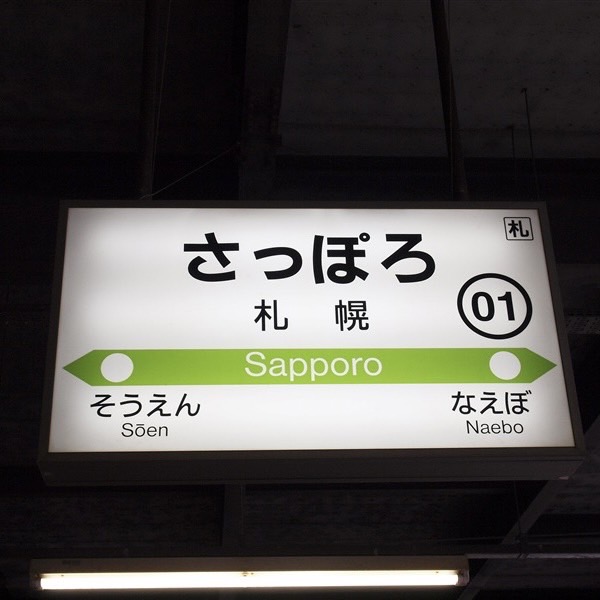 札
さっぽろ
札幌
01
Sapporo
そうえん
Sōen
なえぼ
Naebo